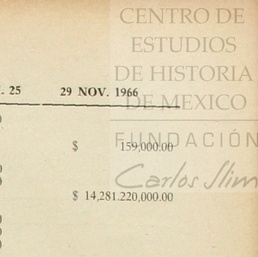 CENTRO DE
ESTUDIOS
DE HISTORIA
DE MEXICO
. 25 29 NOV. 1966
FUNDACIÓN
$ 159,000.00
Carlos Slim
$ 14,281.220,000.00